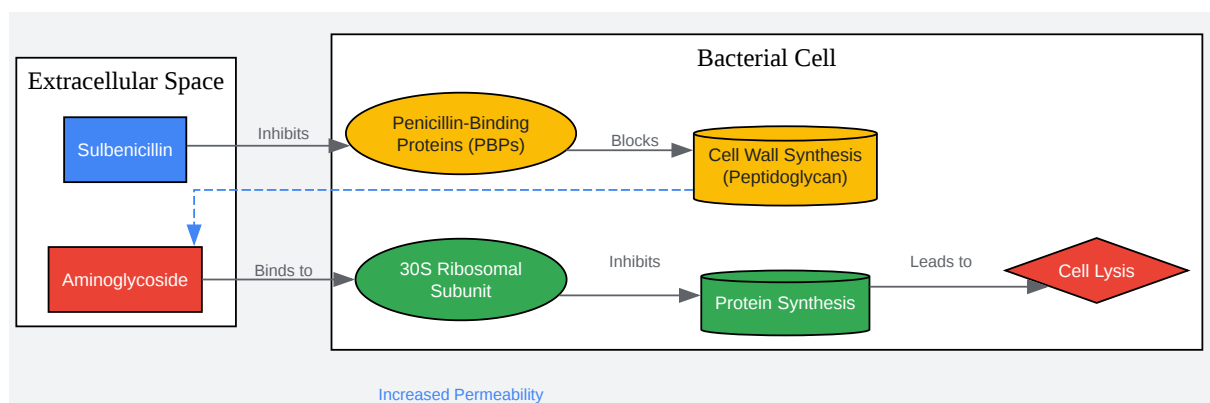 Bacterial Cell
Extracellular Space
Sulbenicillin
Inhibits
Penicillin-Binding
Proteins (PBPs)
Blocks
Cell Wall Synthesis
(Peptidoglycan)
Aminoglycoside
Binds to
30S Ribosomal
Subunit
Inhibits
Protein Synthesis
Leads to
Cell Lysis
Increased Permeability